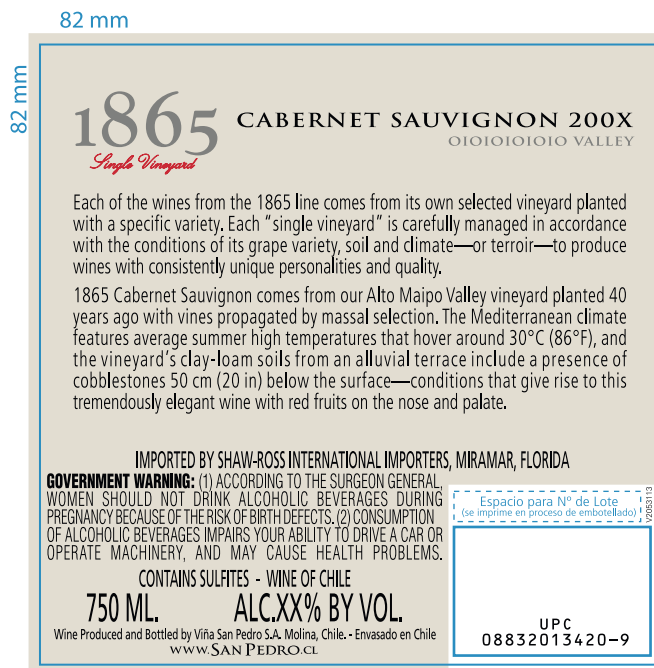 82 mm
82 mm
1865
Single Vineyard
CABERNET SAUVIGNON 200X
OIOIOIOIOIO VALLEY
Each of the wines from the 1865 line comes from its own selected vineyard planted
with a specific variety. Each “single vineyard” is carefully managed in accordance
with the conditions of its grape variety, soil and climate—or terroir—to produce
wines with consistently unique personalities and quality.
1865 Cabernet Sauvignon comes from our Alto Maipo Valley vineyard planted 40
years ago with vines propagated by massal selection. The Mediterranean climate
features average summer high temperatures that hover around 30°C (86°F), and
the vineyard’s clay-loam soils from an alluvial terrace include a presence of
cobblestones 50 cm (20 in) below the surface—conditions that give rise to this
tremendously elegant wine with red fruits on the nose and palate.
IMPORTED BY SHAW-ROSS INTERNATIONAL IMPORTERS, MIRAMAR, FLORIDA
GOVERNMENT WARNING: (1) ACCORDING TO THE SURGEON GENERAL,
WOMEN SHOULD NOT DRINK ALCOHOLIC BEVERAGES DURING
PREGNANCY BECAUSE OF THE RISK OF BIRTH DEFECTS. (2) CONSUMPTION
OF ALCOHOLIC BEVERAGES IMPAIRS YOUR ABILITY TO DRIVE A CAR OR
OPERATE MACHINERY, AND MAY CAUSE HEALTH PROBLEMS.
CONTAINS SULFITES - WINE OF CHILE
750 ML. ALC.XX% BY VOL.
Wine Produced and Bottled by Viña San Pedro S.A. Molina, Chile. - Envasado en Chile
WWW.SANPEDRO.CL
Espacio para Nº de Lote
(se imprime en proceso de embotellado)
V2053113
UPC
08832013420-9